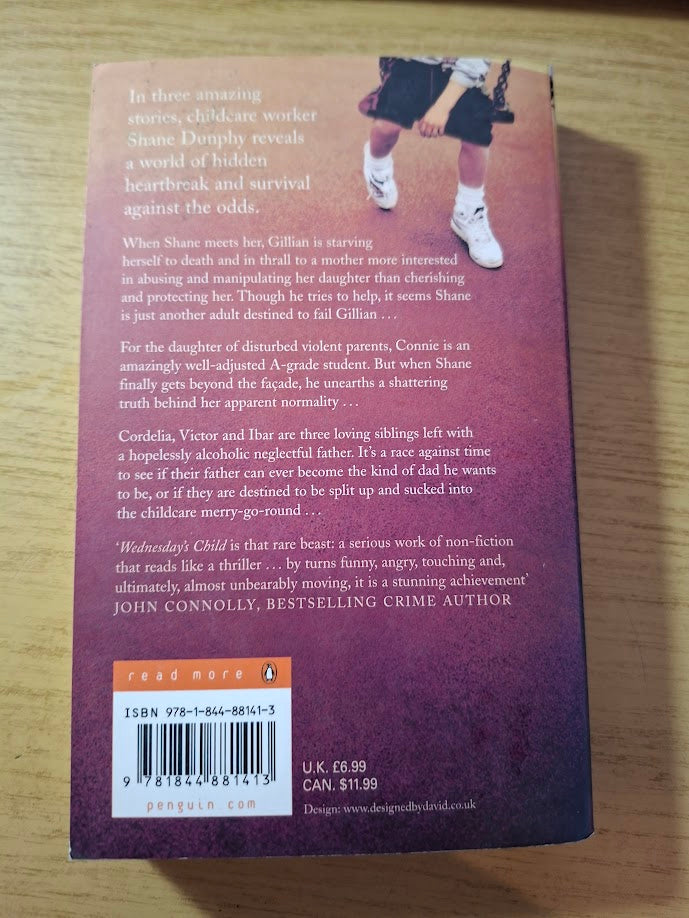 In three amazing
stories, childcare worker
Shane Dunphy reveals
a world of hidden
heartbreak and survival
against the odds.
When Shane meets her, Gillian is starving
herself to death and in thrall to a mother more interested
in abusing and manipulating her daughter than cherishing
and protecting her. Though he tries to help, it seems Shane
is just another adult destined to fail Gillian . . .
For the daughter of disturbed violent parents, Connie is an
amazingly well-adjusted A-grade student. But when Shane
finally gets beyond the façade, he unearths a shattering
truth behind her apparent normality . . .
Cordelia, Victor and Ibar are three loving siblings left with
a hopelessly alcoholic neglectful father. It's a race against time
to see if their father can ever become the kind of dad he wants
to be, or if they are destined to be split up and sucked into
the childcare merry-go-round . . .
'Wednesday's Child is that rare beast: a serious work of non-fiction
that reads like a thriller . . . by turns funny, angry, touching and,
ultimately, almost unbearably moving, it is a stunning achievement'
JOHN CONNOLLY, BESTSELLING CRIME AUTHOR
read more
ISBN 978-1-844-88141-3
9 781844 881413
penguin.com
U.K. £6.99
CAN. $11.99
Design: www.designedbydavid.co.uk